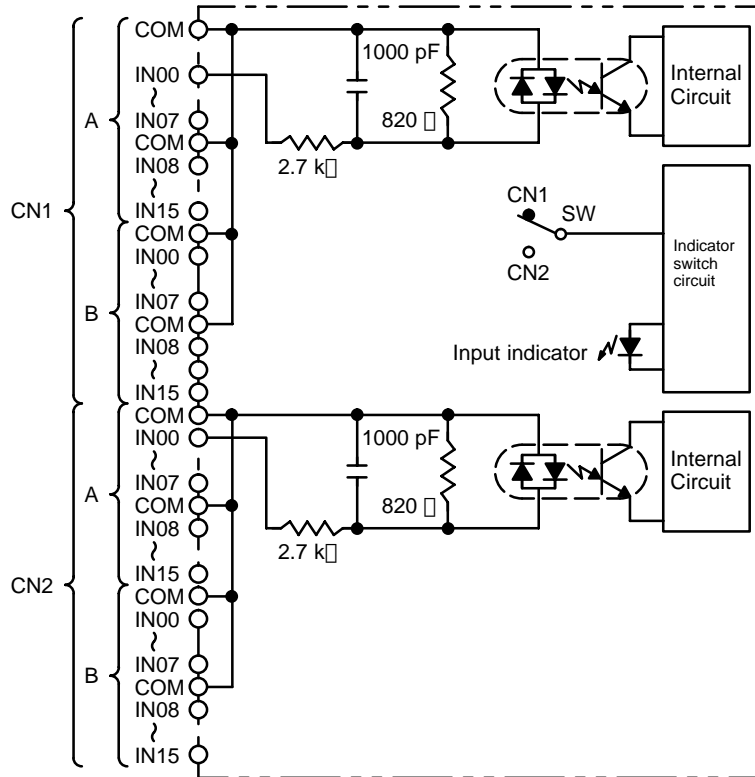 COM
IN00
~
IN07
COM
IN08
~
IN15
COM
IN00
~
IN07
COM
IN08
~
IN15
COM
IN00
~
IN07
COM
IN08
~
IN15
COM
IN00
~
IN07
COM
IN08
~
IN15
A
B
A
B
CN1
CN2
1000 pF
820 ▯
2.7 k▯
Internal
Circuit
CN1
SW
CN2
Indicator
switch
circuit
Input indicator
1000 pF
820 ▯
2.7 k▯
Internal
Circuit